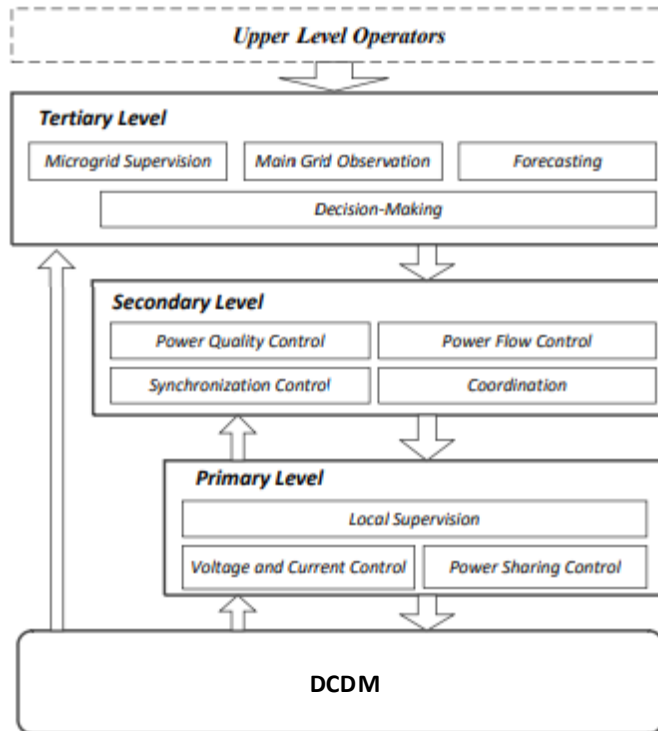 Upper Level Operators
Tertiary Level
Microgrid Supervision
Main Grid Observation
Forecasting
Decision-Making
Secondary Level
Power Quality Control
Power Flow Control
Synchronization Control
Coordination
Primary Level
Local Supervision
Voltage and Current Control
Power Sharing Control
DCDM